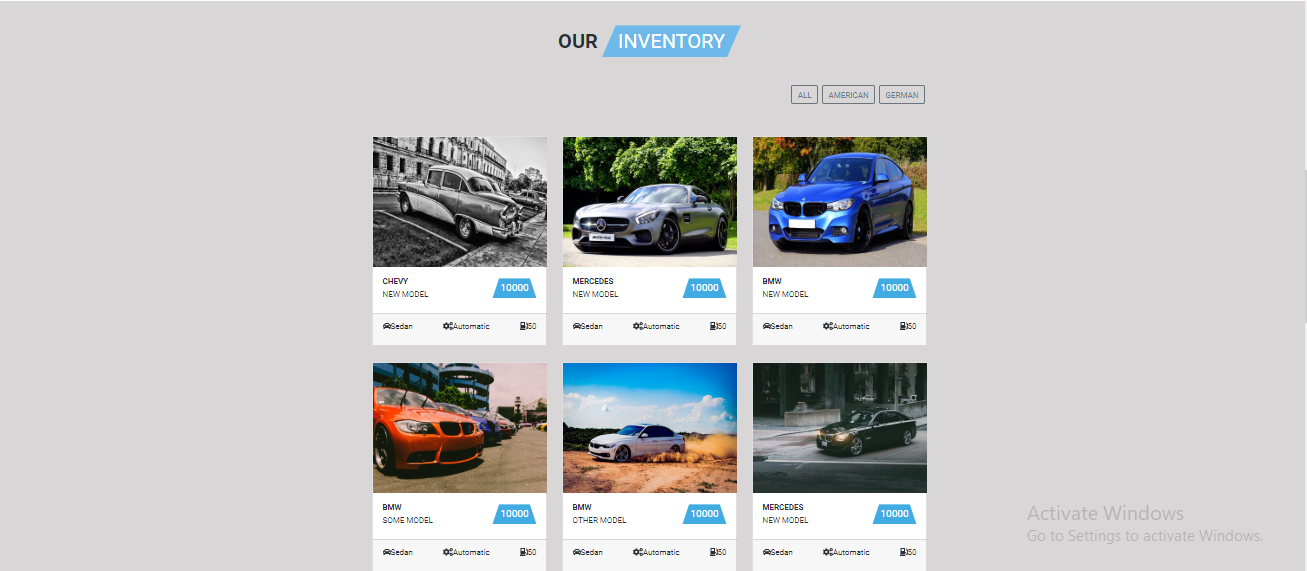 OUR INVENTORY
ALL AMERICAN GERMAN
CHEVY
NEW MODEL
10000
Sedan Automatic 50
MERCEDES
NEW MODEL
10000
Sedan Automatic 50
BMW
NEW MODEL
10000
Sedan Automatic 50
BMW
SOME MODEL
10000
Sedan Automatic 50
BMW
OTHER MODEL
10000
Sedan Automatic 50
MERCEDES
NEW MODEL
10000
Sedan Automatic 50
Activate Windows
Go to Settings to activate Windows.